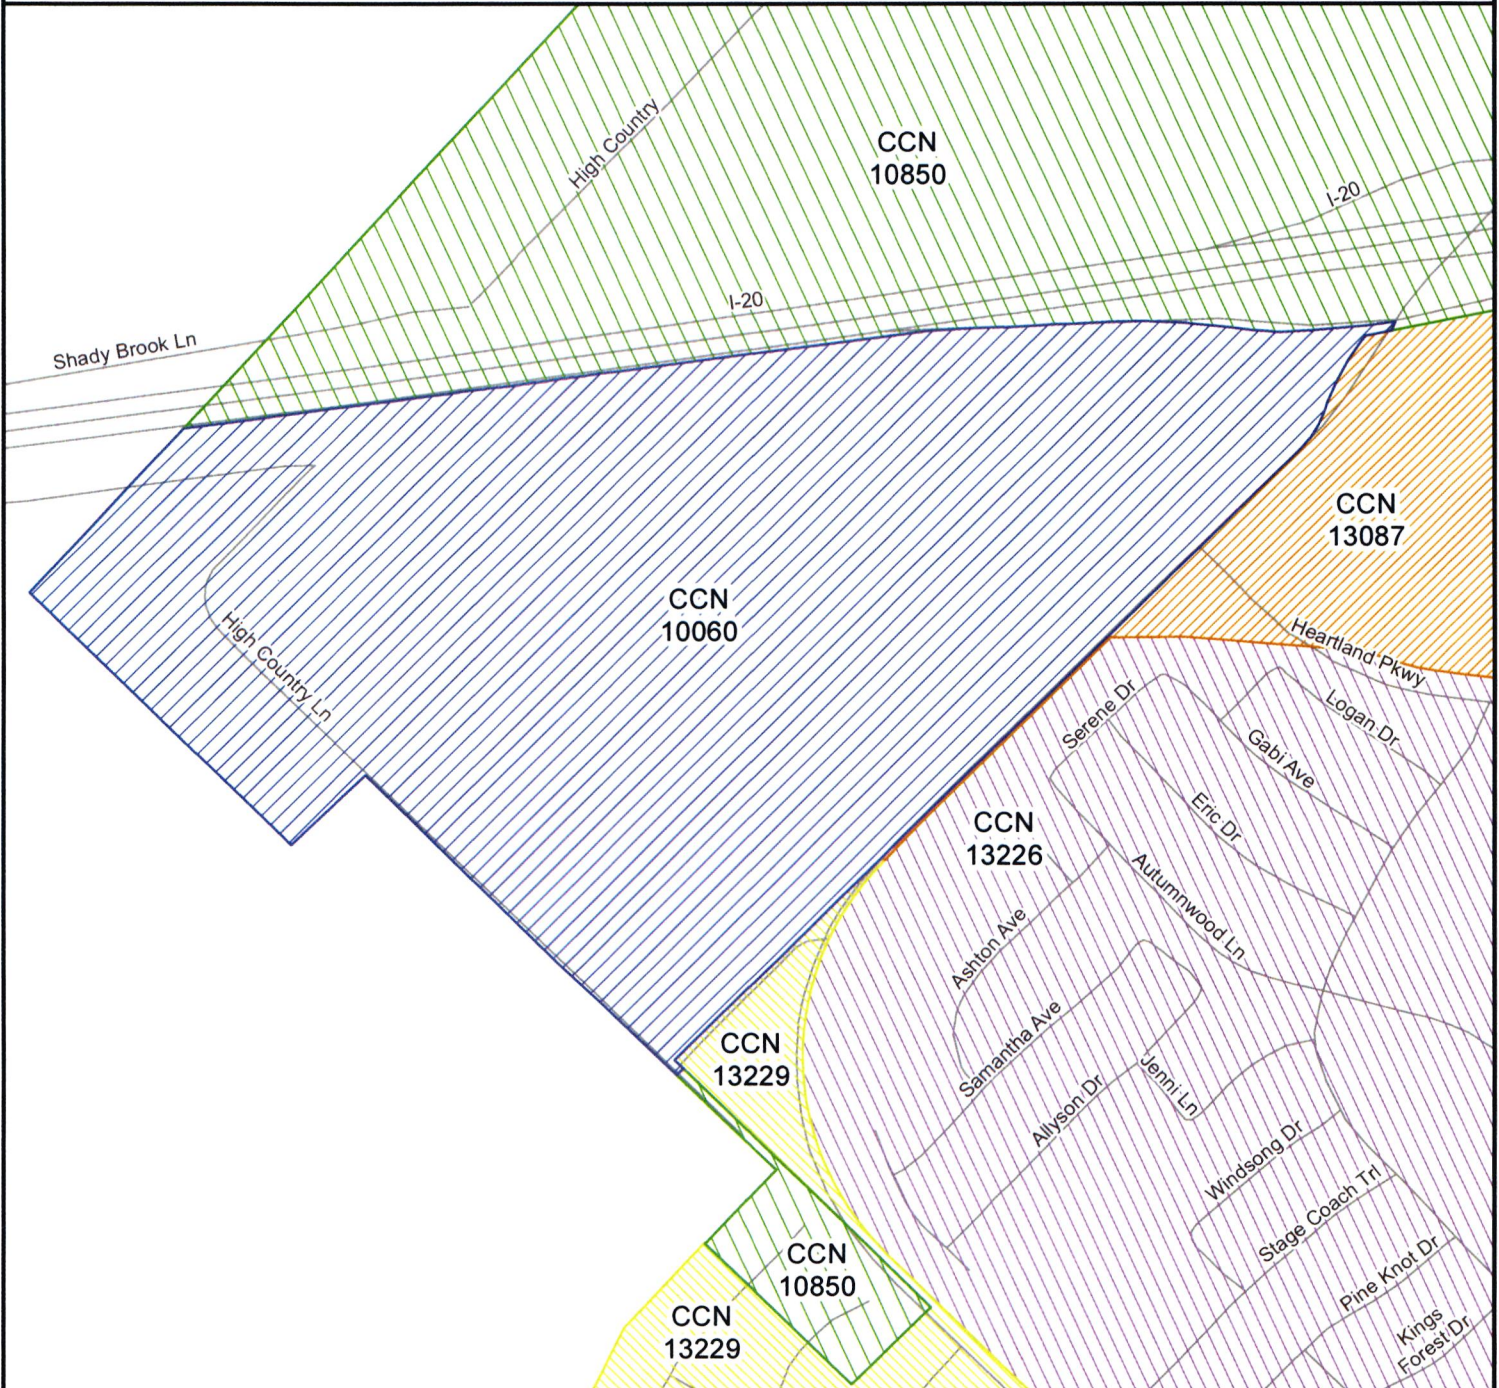 High Country
CCN
10850
I-20
I-20
Shady Brook Ln
CCN
13087
CCN
10060
High Country Ln
Heartland Pkwy
Serene Dr
Logan Dr
Gabi Ave
Eric Dr
CCN
13226
Autumnwood Ln
Ashton Ave
Samantha Ave
CCN
13229
Allyson Dr
Jenni Ln
Windsong Dr
Stage Coach Trl
CCN
10850
Pine Knot Dr
CCN
13229
Kings
Forest Dr